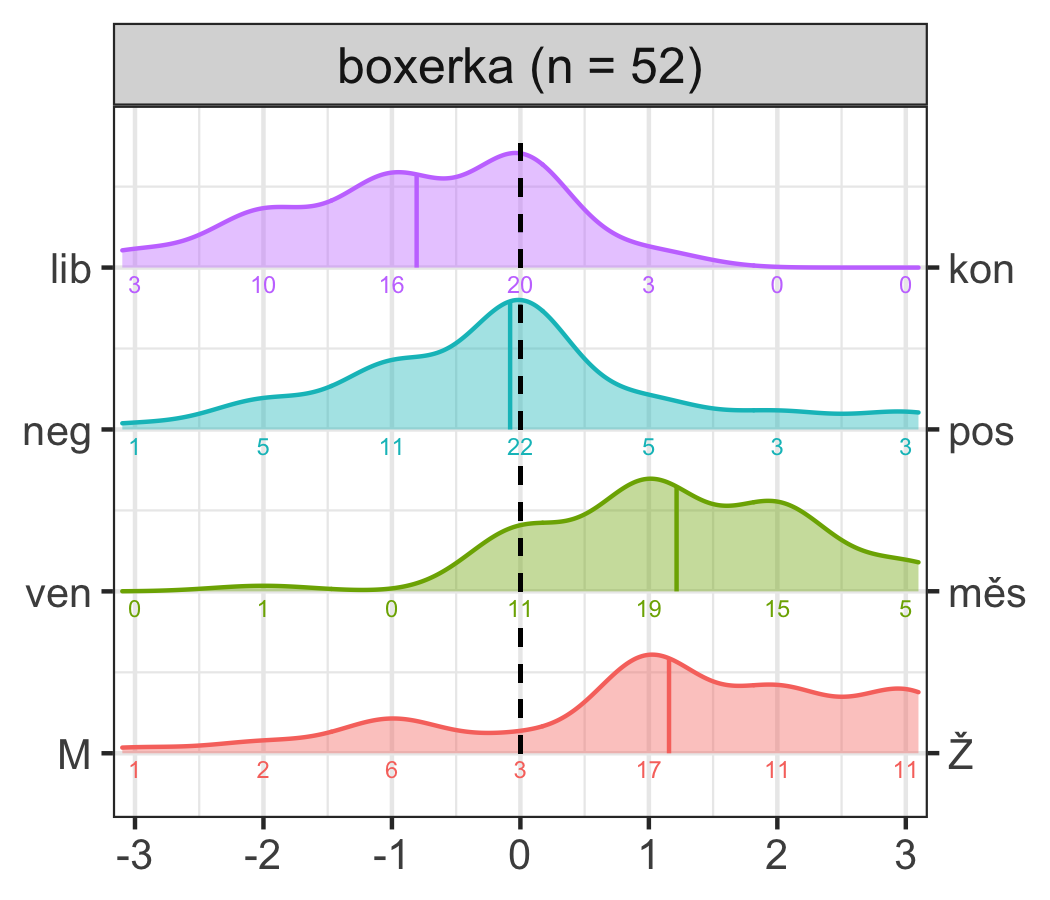 boxerka (n = 52)
lib kon
3 10 16 20 3 0 0
neg pos
1 5 11 22 5 3 3
ven měs
0 1 0 11 19 15 5
M Ž
1 2 6 3 17 11 11
-3 -2 -1 0 1 2 3